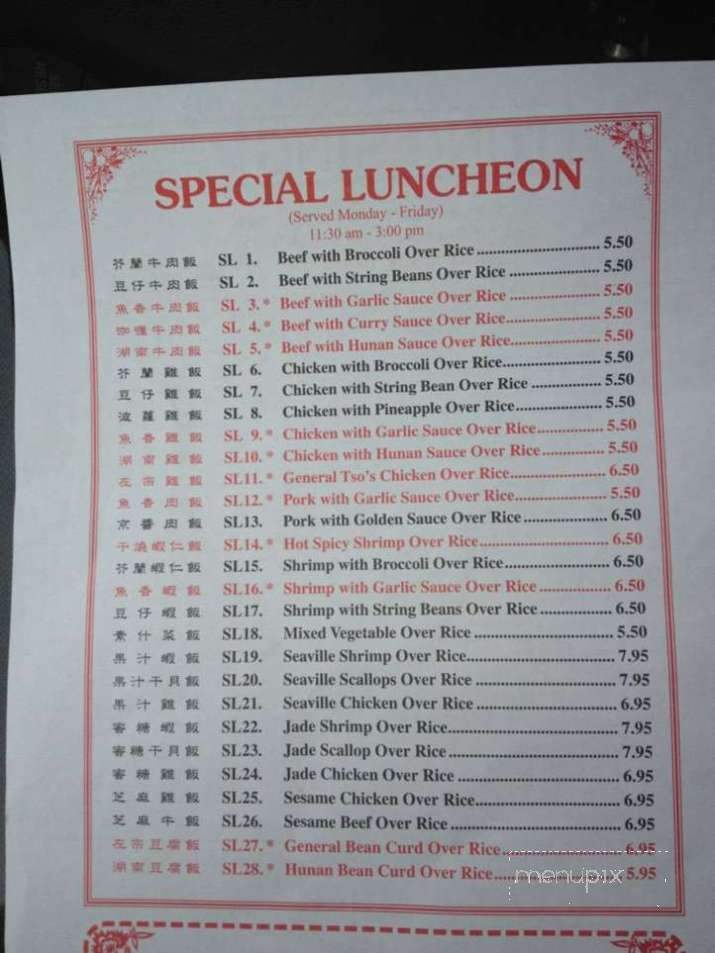 SPECIAL LUNCHEON
(Served Monday - Friday)
11:30 am - 3:00 pm
芥蘭牛肉飯 SL 1. Beef with Broccoli Over Rice 5.50
豆仔牛肉飯 SL 2. Beef with String Beans Over Rice 5.50
魚香牛肉飯 SL 3.* Beef with Garlic Sauce Over Rice 5.50
咖喱牛肉飯 SL 4.* Beef with Curry Sauce Over Rice 5.50
湖南牛肉飯 SL 5.* Beef with Hunan Sauce Over Rice 5.50
芥蘭雞飯 SL 6. Chicken with Broccoli Over Rice 5.50
豆仔雞飯 SL 7. Chicken with String Bean Over Rice 5.50
波蘿雞飯 SL 8. Chicken with Pineapple Over Rice 5.50
魚香雞飯 SL 9.* Chicken with Garlic Sauce Over Rice 5.50
湖南雞飯 SL10.* Chicken with Hunan Sauce Over Rice 5.50
左宗雞飯 SL11.* General Tso's Chicken Over Rice 6.50
魚香肉飯 SL12.* Pork with Garlic Sauce Over Rice 5.50
京醬肉飯 SL13. Pork with Golden Sauce Over Rice 6.50
干燒蝦仁飯 SL14.* Hot Spicy Shrimp Over Rice 6.50
芥蘭蝦仁飯 SL15. Shrimp with Broccoli Over Rice 6.50
魚香蝦飯 SL16.* Shrimp with Garlic Sauce Over Rice 6.50
豆仔蝦飯 SL17. Shrimp with String Beans Over Rice 6.50
素什菜飯 SL18. Mixed Vegetable Over Rice 5.50
果汁蝦飯 SL19. Seaville Shrimp Over Rice 7.95
果汁干貝飯 SL20. Seaville Scallops Over Rice 7.95
果汁雞飯 SL21. Seaville Chicken Over Rice 6.95
蜜糖蝦飯 SL22. Jade Shrimp Over Rice 7.95
蜜糖干貝飯 SL23. Jade Scallop Over Rice 7.95
蜜糖雞飯 SL24. Jade Chicken Over Rice 6.95
芝麻雞飯 SL25. Sesame Chicken Over Rice 6.95
芝麻牛飯 SL26. Sesame Beef Over Rice 6.95
左宗豆腐飯 SL27.* General Bean Curd Over Rice 6.95
湖南豆腐飯 SL28.* Hunan Bean Curd Over Rice 5.95
menupix